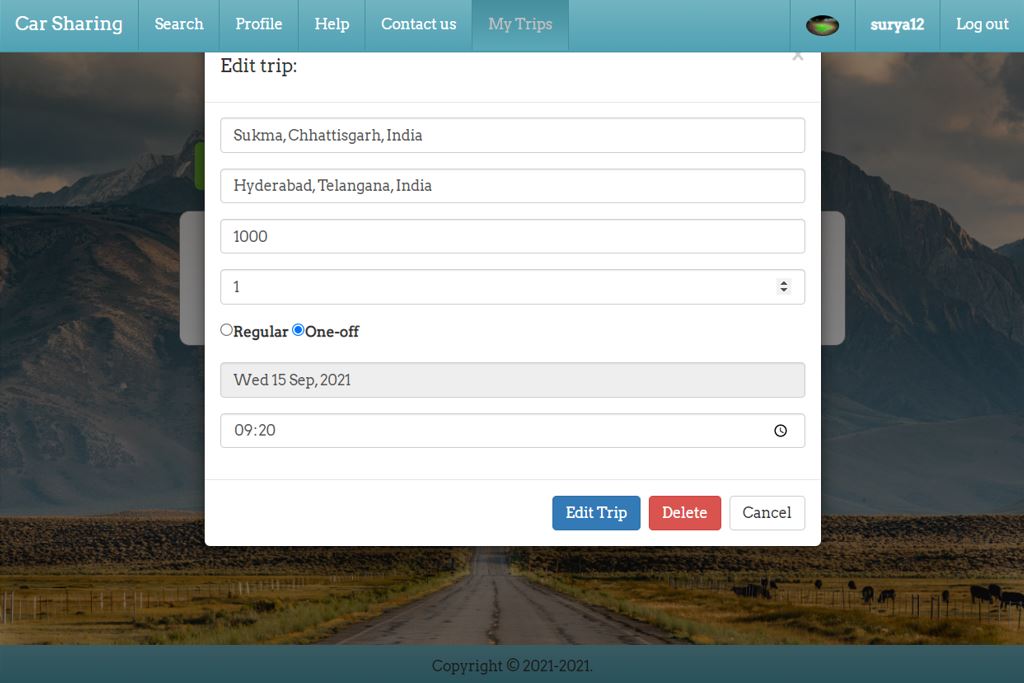 Car Sharing Search Profile Help Contact us My Trips surya12 Log out
Edit trip: ×
Sukma, Chhattisgarh, India
Hyderabad, Telangana, India
1000
1
Regular One-off
Wed 15 Sep, 2021
09:20
Edit Trip Delete Cancel
Copyright © 2021-2021.